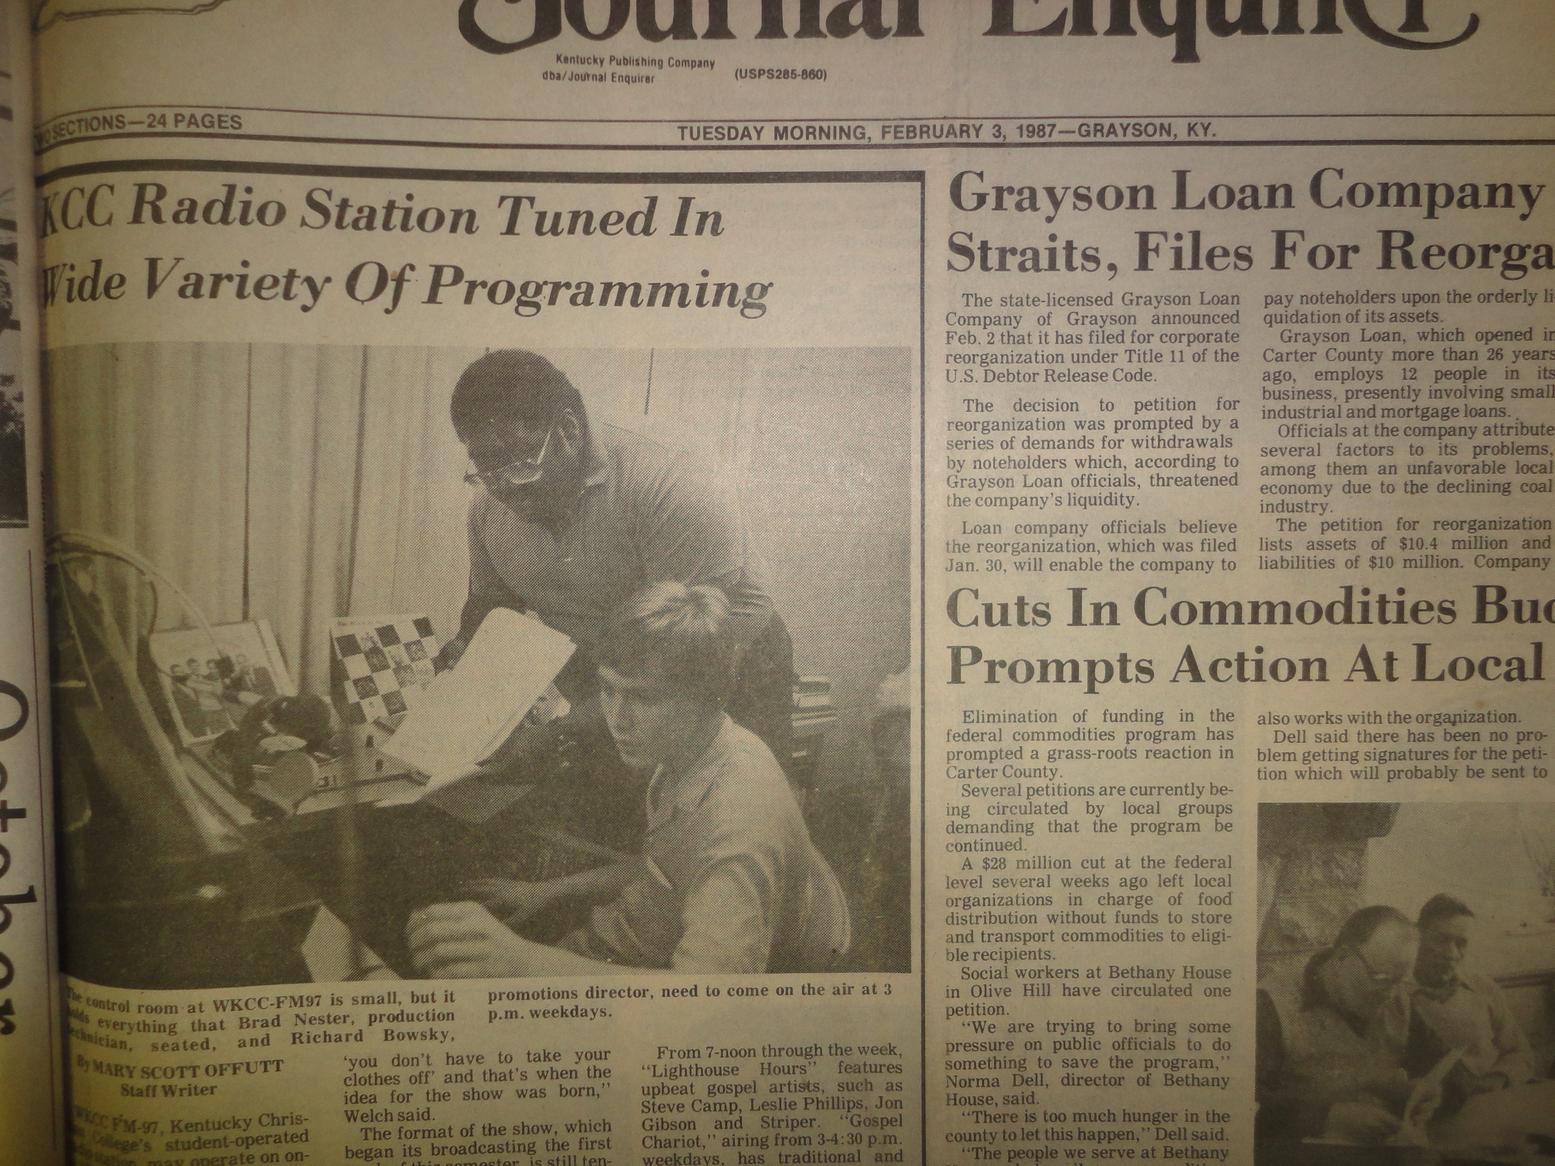 Journal Enquirer
Kentucky Publishing Company
dba/Journal Enquirer
(USPS285-860)
SECTIONS—24 PAGES
TUESDAY MORNING, FEBRUARY 3, 1987—GRAYSON, KY.
KCC Radio Station Tuned In
Wide Variety Of Programming
The control room at WKCC-FM97 is small, but it
holds everything that Brad Nester, production
technician, seated, and Richard Bowsky,
promotions director, need to come on the air at 3
p.m. weekdays.
By MARY SCOTT OFFUTT
Staff Writer
WKCC FM-97, Kentucky Chris-
College's student-operated
station, may operate on on-
'you don't have to take your
clothes off' and that's when the
idea for the show was born,"
Welch said.
The format of the show, which
began its broadcasting the first
of this semester, is still ten-
From 7-noon through the week,
"Lighthouse Hours" features
upbeat gospel artists, such as
Steve Camp, Leslie Phillips, Jon
Gibson and Striper. "Gospel
Chariot," airing from 3-4:30 p.m.
weekdays, has traditional and
Grayson Loan Company
Straits, Files For Reorga
The state-licensed Grayson Loan
Company of Grayson announced
Feb. 2 that it has filed for corporate
reorganization under Title 11 of the
U.S. Debtor Release Code.
The decision to petition for
reorganization was prompted by a
series of demands for withdrawals
by noteholders which, according to
Grayson Loan officials, threatened
the company's liquidity.
Loan company officials believe
the reorganization, which was filed
Jan. 30, will enable the company to
pay noteholders upon the orderly li
quidation of its assets.
Grayson Loan, which opened in
Carter County more than 26 years
ago, employs 12 people in its
business, presently involving small
industrial and mortgage loans.
Officials at the company attribute
several factors to its problems,
among them an unfavorable local
economy due to the declining coal
industry.
The petition for reorganization
lists assets of $10.4 million and
liabilities of $10 million. Company
Cuts In Commodities Bud
Prompts Action At Local
Elimination of funding in the
federal commodities program has
prompted a grass-roots reaction in
Carter County.
Several petitions are currently be-
ing circulated by local groups
demanding that the program be
continued.
A $28 million cut at the federal
level several weeks ago left local
organizations in charge of food
distribution without funds to store
and transport commodities to eligi-
ble recipients.
Social workers at Bethany House
in Olive Hill have circulated one
petition.
"We are trying to bring some
pressure on public officials to do
something to save the program,"
Norma Dell, director of Bethany
House, said.
"There is too much hunger in the
county to let this happen," Dell said.
"The people we serve at Bethany
also works with the organization.
Dell said there has been no pro-
blem getting signatures for the peti-
tion which will probably be sent to
October